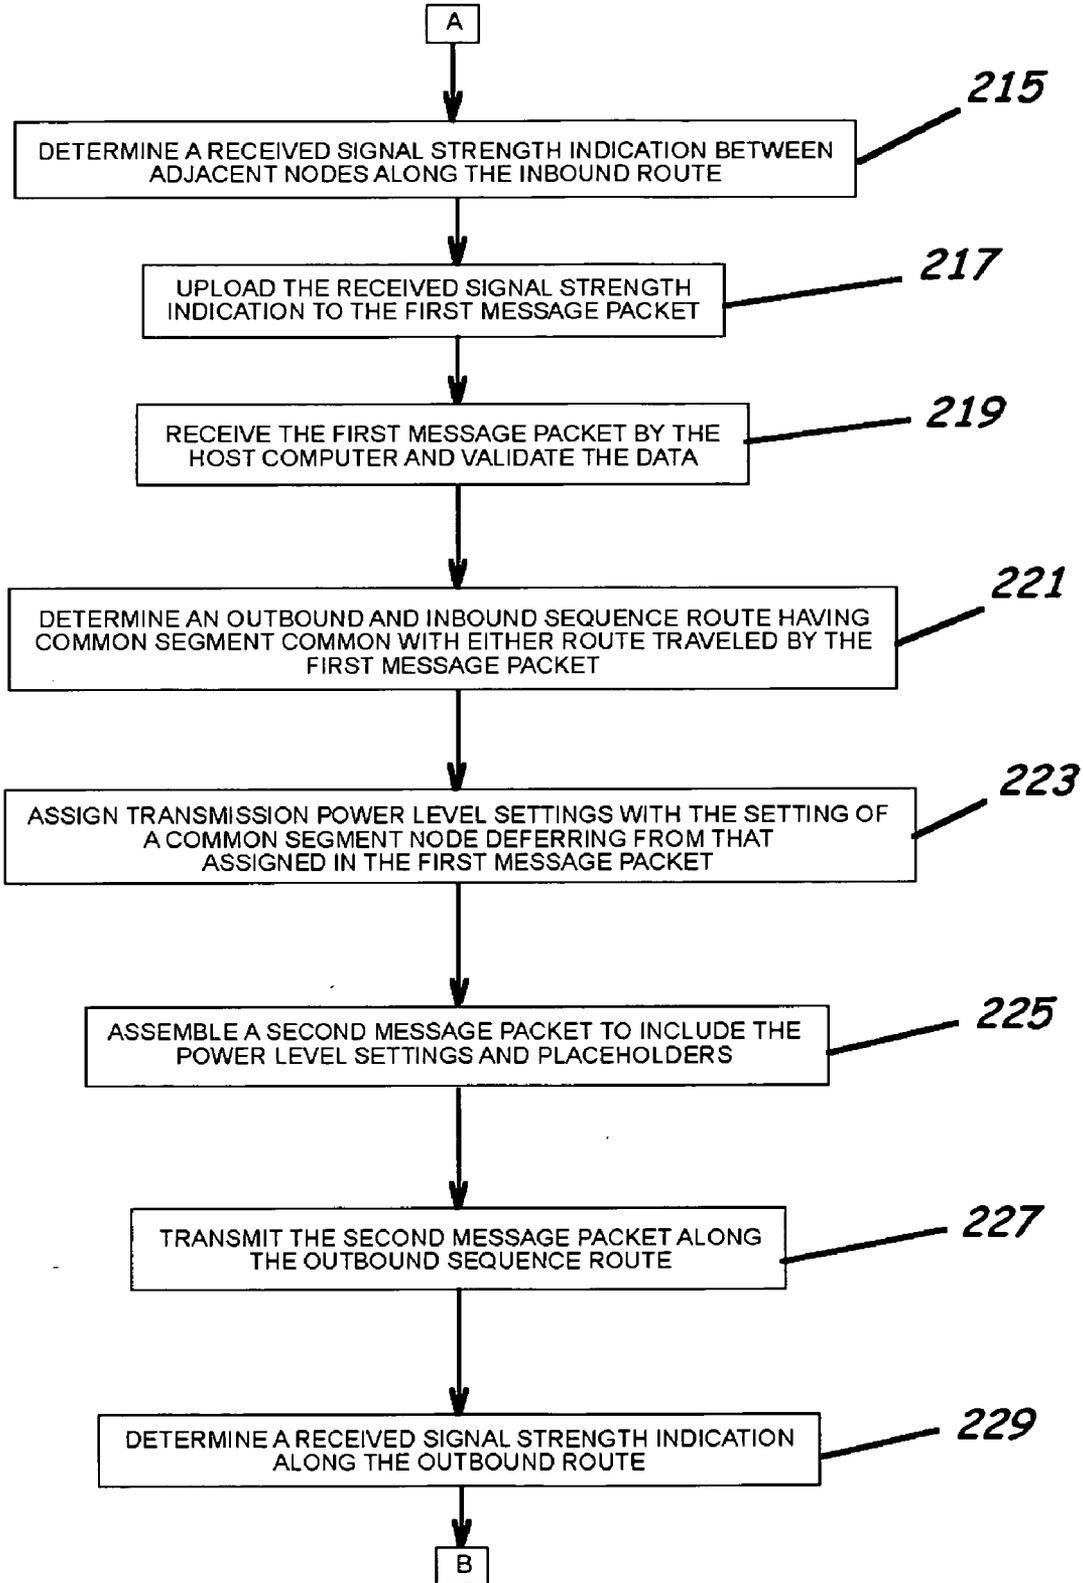 A
215
DETERMINE A RECEIVED SIGNAL STRENGTH INDICATION BETWEEN
ADJACENT NODES ALONG THE INBOUND ROUTE
217
UPLOAD THE RECEIVED SIGNAL STRENGTH
INDICATION TO THE FIRST MESSAGE PACKET
219
RECEIVE THE FIRST MESSAGE PACKET BY THE
HOST COMPUTER AND VALIDATE THE DATA
221
DETERMINE AN OUTBOUND AND INBOUND SEQUENCE ROUTE HAVING
COMMON SEGMENT COMMON WITH EITHER ROUTE TRAVELED BY THE
FIRST MESSAGE PACKET
223
ASSIGN TRANSMISSION POWER LEVEL SETTINGS WITH THE SETTING OF
A COMMON SEGMENT NODE DEFERRING FROM THAT
ASSIGNED IN THE FIRST MESSAGE PACKET
225
ASSEMBLE A SECOND MESSAGE PACKET TO INCLUDE THE
POWER LEVEL SETTINGS AND PLACEHOLDERS
227
TRANSMIT THE SECOND MESSAGE PACKET ALONG
THE OUTBOUND SEQUENCE ROUTE
229
DETERMINE A RECEIVED SIGNAL STRENGTH INDICATION
ALONG THE OUTBOUND ROUTE
B